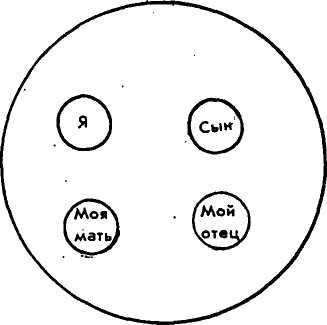 Я
Сын
Моя
мать
Мой
отец